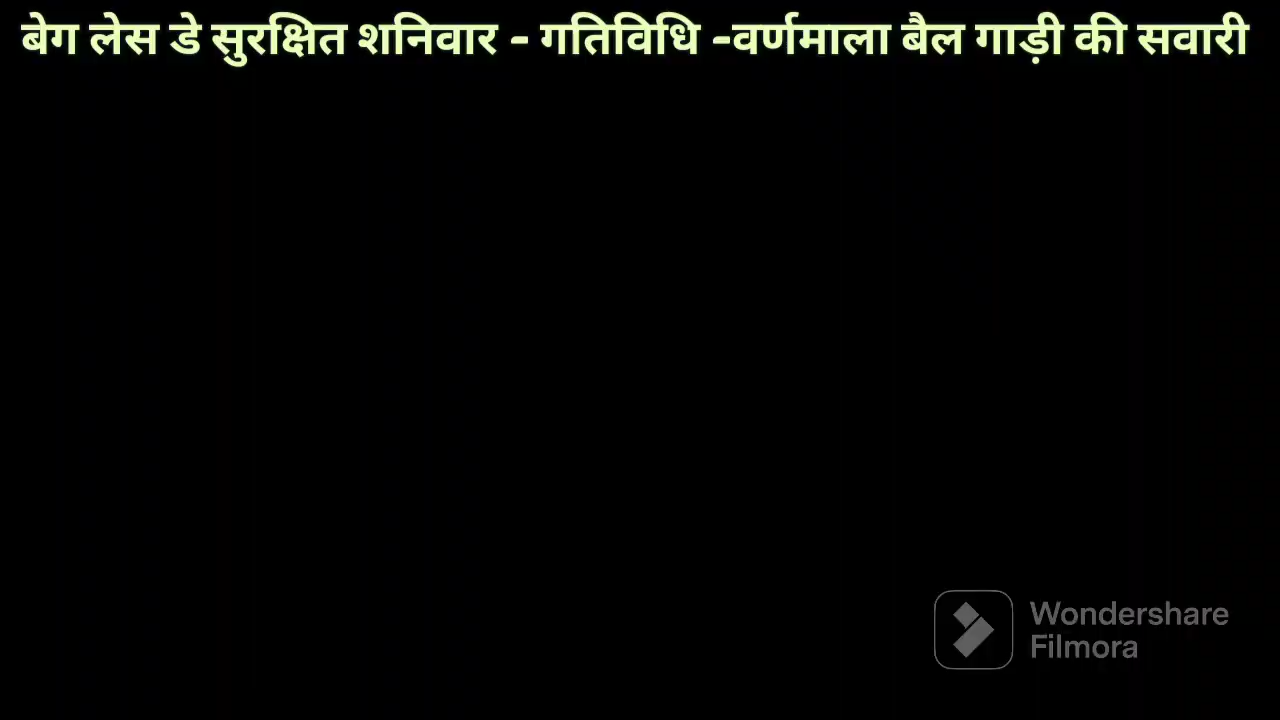 बेग लेस डे सुरक्षित शनिवार - गतिविधि -वर्णमाला बैल गाड़ी की सवारी
Wondershare
Filmora